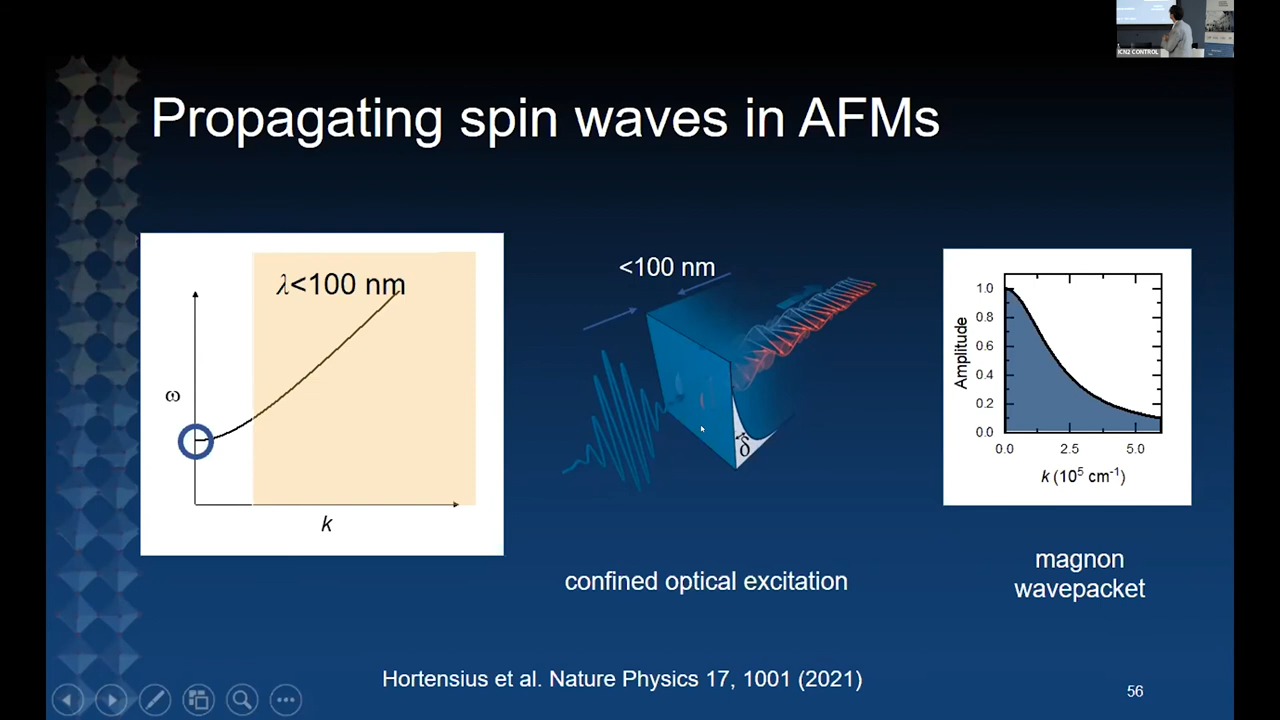 ICN2 CONTROL
Propagating spin waves in AFMs
λ<100 nm
ω
k
<100 nm
δ
confined optical excitation
Amplitude
1.0
0.8
0.6
0.4
0.2
0.0
0.0 2.5 5.0
k (10⁵ cm⁻¹)
magnon
wavepacket
Hortensius et al. Nature Physics 17, 1001 (2021)
56